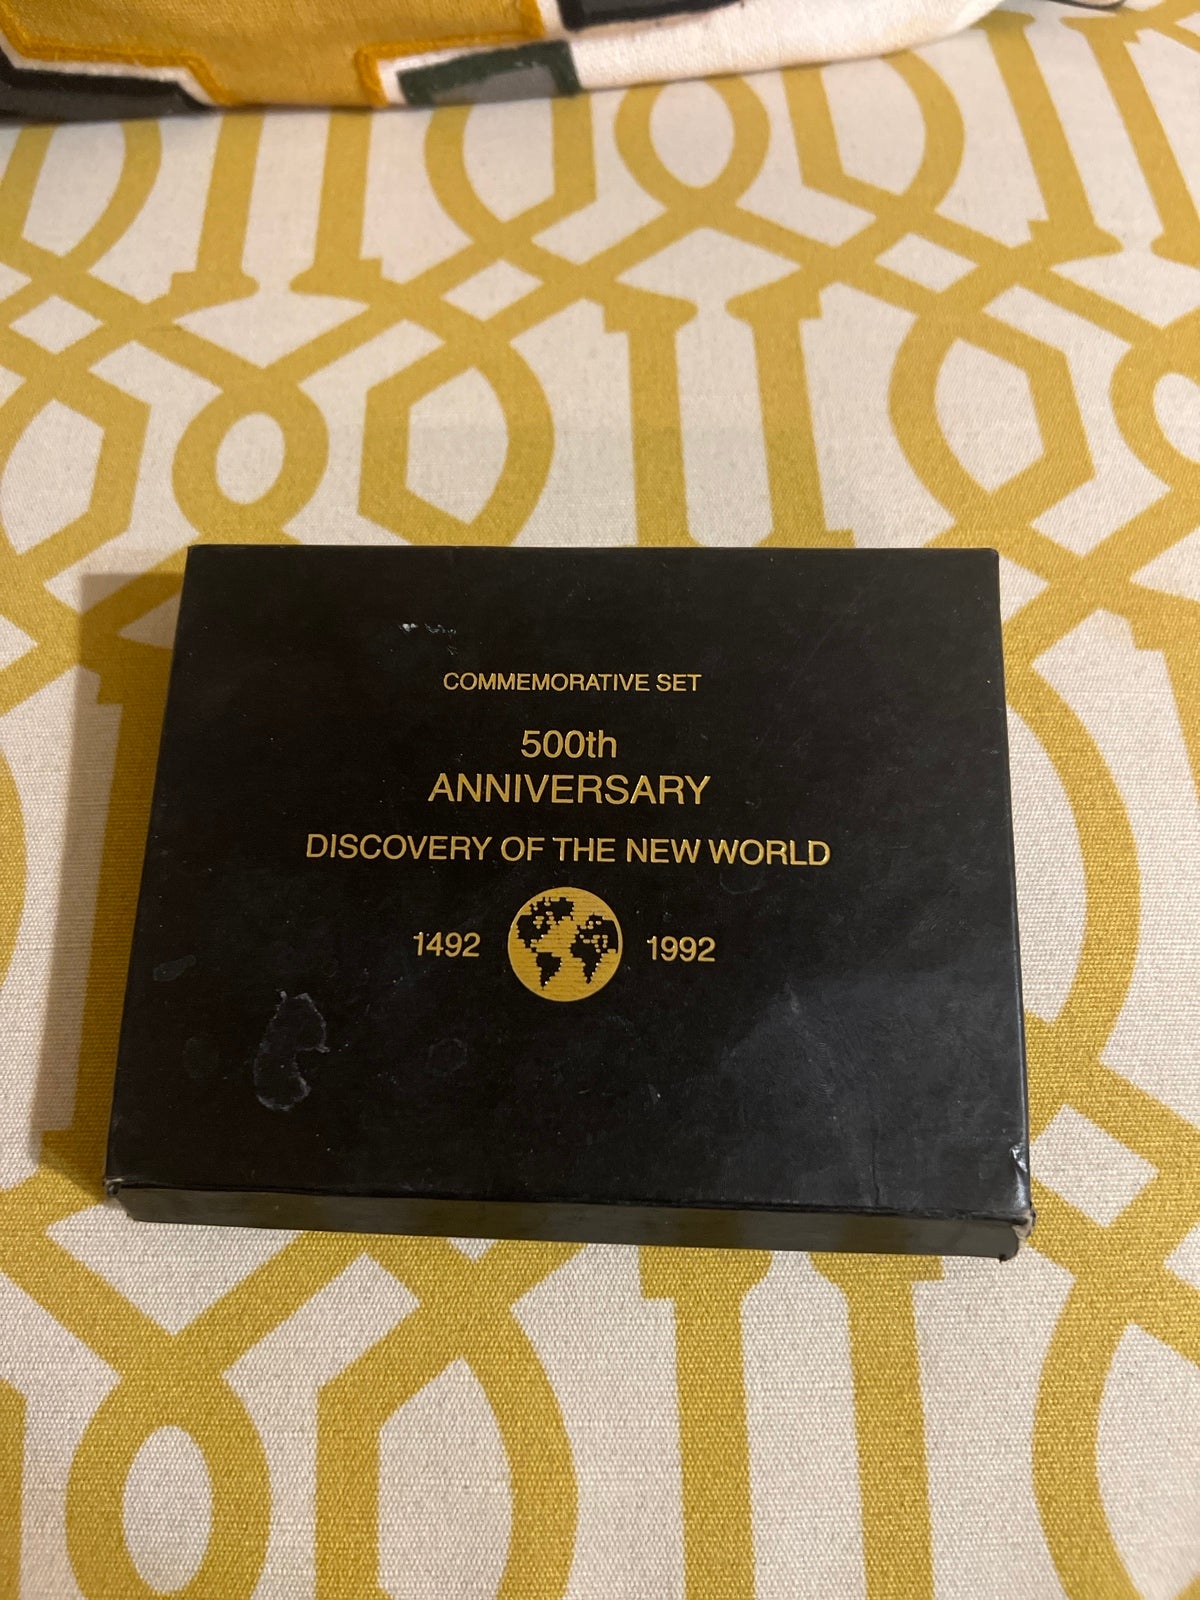 COMMEMORATIVE SET
500th
ANNIVERSARY
DISCOVERY OF THE NEW WORLD
1492 1992